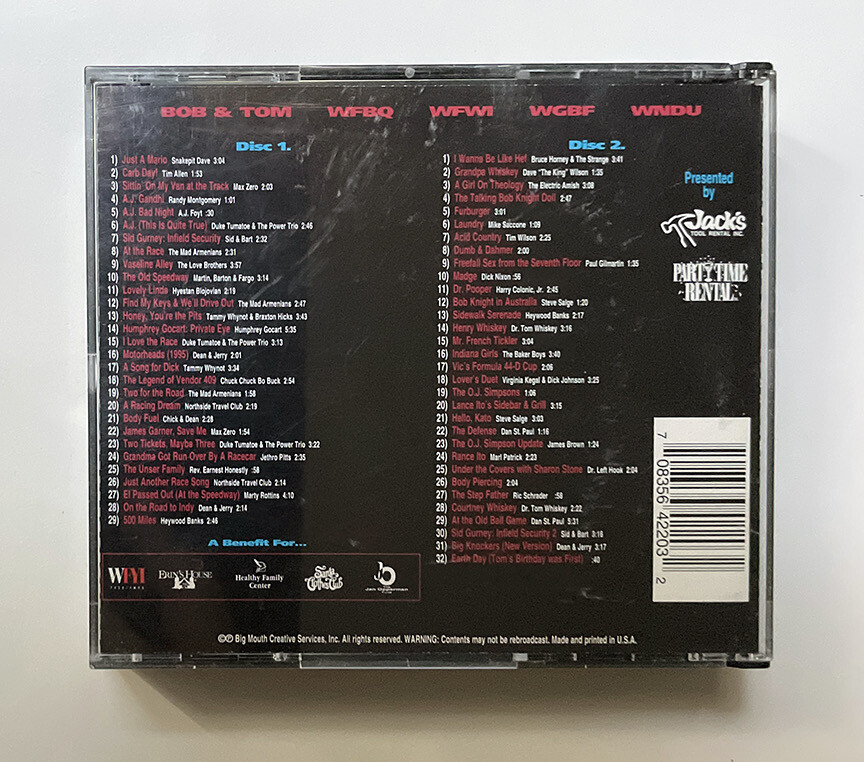 BOB & TOM WFBQ WFWI WGBF WNDU
Disc 1.
1) Just A Mario Snakepit Dave 3:04
2) Carb Day! Tim Allen 1:53
3) Sittin' On My Van at the Track Max Zero 2:03
4) A.J. Gandhi Randy Montgomery 1:01
5) A.J. Bad Night A.J. Foyt :30
6) A.J. (This Is Quite True) Duke Tumatoe & The Power Trio 2:46
7) Sid Gurney: Infield Security Sid & Bart 2:32
8) At the Race The Mad Armenians 2:31
9) Vaseline Alley The Love Brothers 3:57
10) The Old Speedway Martin, Barton & Fargo 3:14
11) Lovely Linda Hyestan Blojovian 2:19
12) Find My Keys & We'll Drive Out The Mad Armenians 2:47
13) Honey, You're the Pits Tammy Whynot & Braxton Hicks 3:43
14) Humphrey Gocart: Private Eye Humphrey Gocart 5:35
15) I Love the Race Duke Tumatoe & The Power Trio 3:13
16) Motorheads (1995) Dean & Jerry 2:01
17) A Song for Dick Tammy Whynot 3:34
18) The Legend of Vendor 409 Chuck Chuck Bo Buck 2:54
19) Two for the Road The Mad Armenians 1:58
20) A Racing Dream Northside Travel Club 2:19
21) Body Fuel Chick & Dean 2:28
22) James Garner, Save Me Max Zero 1:54
23) Two Tickets, Maybe Three Duke Tumatoe & The Power Trio 3:22
24) Grandma Got Run-Over By A Racecar Jethro Pitts 2:35
25) The Unser Family Rev. Earnest Honestly :58
26) Just Another Race Song Northside Travel Club 2:14
27) El Passed Out (At the Speedway) Marty Rottins 4.10
28) On the Road to Indy Dean & Jerry 2:14
29) 500 Miles Heywood Banks 2:46
A Benefit For...
WFYI
ERIN'S HOUSE
Healthy Family
Center
Santa
Clothes Club
Jan Opperman
Disc 2.
1) I Wanna Be Like He! Bruce Horney & The Strange 3:41
2) Grandpa Whiskey Dave "The King" Wilson 1:35
3) A Girl On Theology The Electric Amish 3:08
4) The Talking Bob Knight Doll 2:47
5) Furburger 3:01
6) Laundry Mike Saccone 1:09
7) Acid Country Tim Wilson 2:25
8) Dumb & Dahmer 2:00
9) Freefall Sex from the Seventh Floor Paul Gilmartin 1:35
10) Madge Dick Nixon :56
11) Dr. Pooper Harry Colonic, Jr. 2:45
12) Bob Knight in Australia Steve Salge 1:20
13) Sidewalk Serenade Heywood Banks 2:17
14) Henry Whiskey Dr. Tom Whiskey 3:16
15) Mr. French Tickler 3:04
16) Indiana Girls The Baker Boys 3:40
17) Vic's Formula 44-D Cup 2:06
18) Lover's Duet Virginia Kegal & Dick Johnson 3:25
19) The O.J. Simpsons 1:06
20) Lance Ito's Sidebar & Grill 3:15
21) Hello, Kato Steve Salge 3:03
22) The Defense Dan St. Paul 1:16
23) The O.J. Simpson Update James Brown 1:24
24) Rance Ito Marl Patrick 2:23
25) Under the Covers with Sharon Stone Dr. Left Hook 2:04
26) Body Piercing 2:04
27) The Step Father Ric Schrader :58
28) Courtney Whiskey Dr. Tom Whiskey 2:22
29) At the Old Ball Game Dan St. Paul 5:31
30) Sid Gurney: Infield Security 2 Sid & Bart 3:16
31) Big Knockers (New Version) Dean & Jerry 3:17
32) Earth Day (Tom's Birthday was First) :40
Presented
by
Jack's
TOOL RENTAL INC
PARTY TIME
RENTAL
7 08356 42203 2
©℗ Big Mouth Creative Services, Inc. All rights reserved. WARNING: Contents may not be rebroadcast. Made and printed in U.S.A.